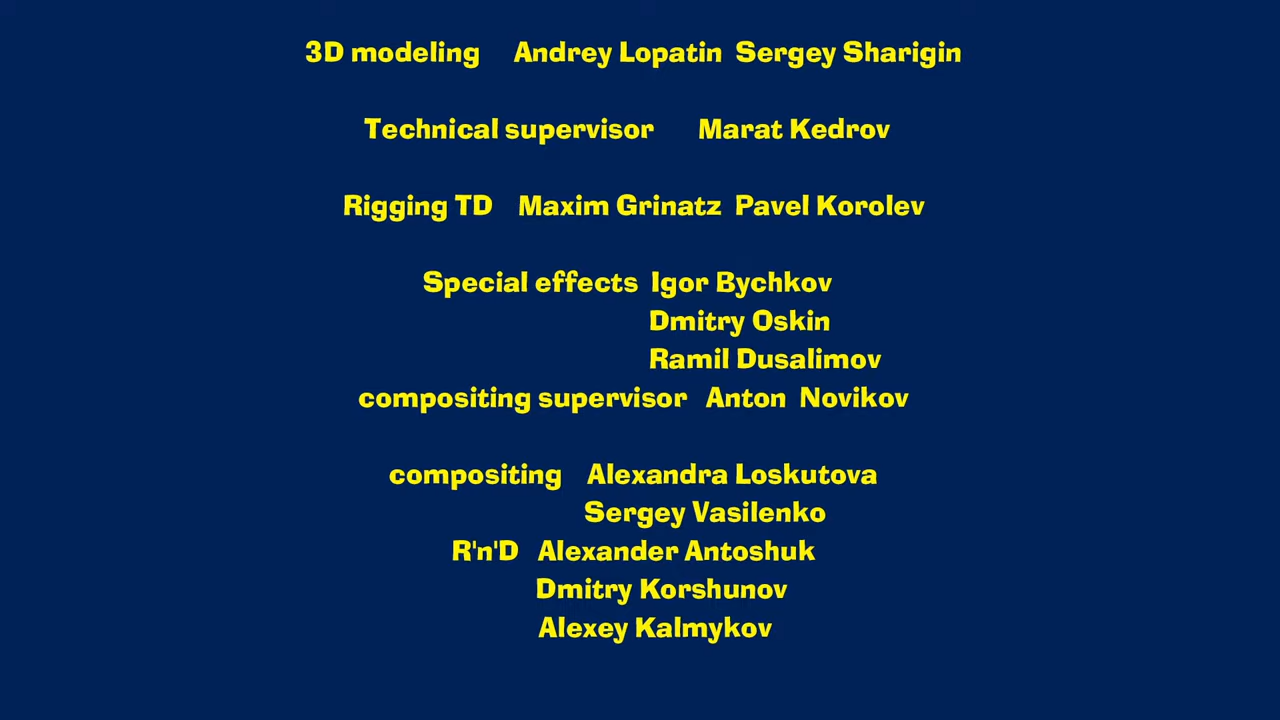 3D modeling Andrey Lopatin Sergey Sharigin
Technical supervisor Marat Kedrov
Rigging TD Maxim Grinatz Pavel Korolev
Special effects Igor Bychkov
Dmitry Oskin
Ramil Dusalimov
compositing supervisor Anton Novikov
compositing Alexandra Loskutova
Sergey Vasilenko
R'n'D Alexander Antoshuk
Dmitry Korshunov
Alexey Kalmykov